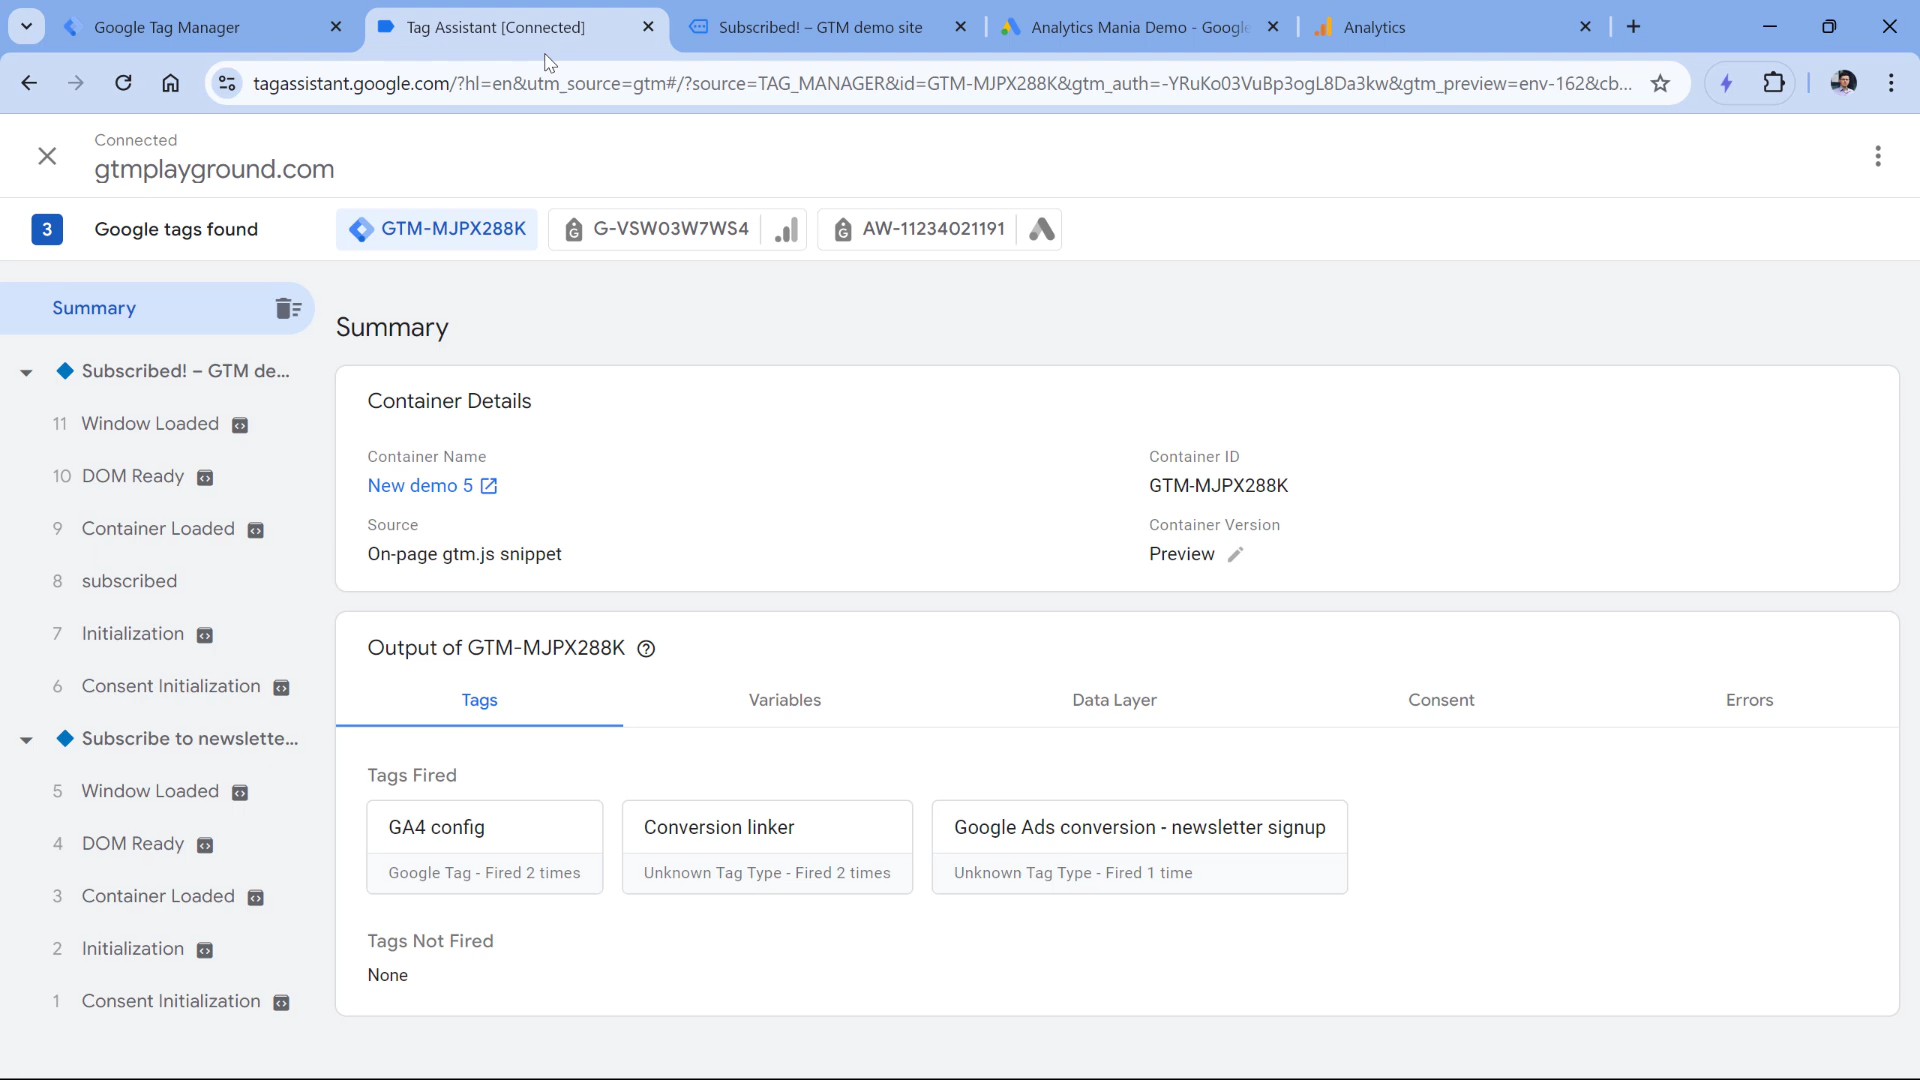 Google Tag Manager
Tag Assistant [Connected]
Subscribed! – GTM demo site
Analytics Mania Demo - Google
Analytics
tagassistant.google.com/?hl=en&utm_source=gtm#/?source=TAG_MANAGER&id=GTM-MJPX288K&gtm_auth=-YRuKo03VuBp3ogL8Da3kw&gtm_preview=env-162&cb...
Connected
gtmplayground.com
3
Google tags found
GTM-MJPX288K
G-VSW03W7WS4
AW-11234021191
Summary
Subscribed! – GTM de...
11 Window Loaded
10 DOM Ready
9 Container Loaded
8 subscribed
7 Initialization
6 Consent Initialization
Subscribe to newslette...
5 Window Loaded
4 DOM Ready
3 Container Loaded
2 Initialization
1 Consent Initialization
Summary
Container Details
Container Name
New demo 5
Container ID
GTM-MJPX288K
Source
On-page gtm.js snippet
Container Version
Preview
Output of GTM-MJPX288K
Tags
Variables
Data Layer
Consent
Errors
Tags Fired
GA4 config
Google Tag - Fired 2 times
Conversion linker
Unknown Tag Type - Fired 2 times
Google Ads conversion - newsletter signup
Unknown Tag Type - Fired 1 time
Tags Not Fired
None